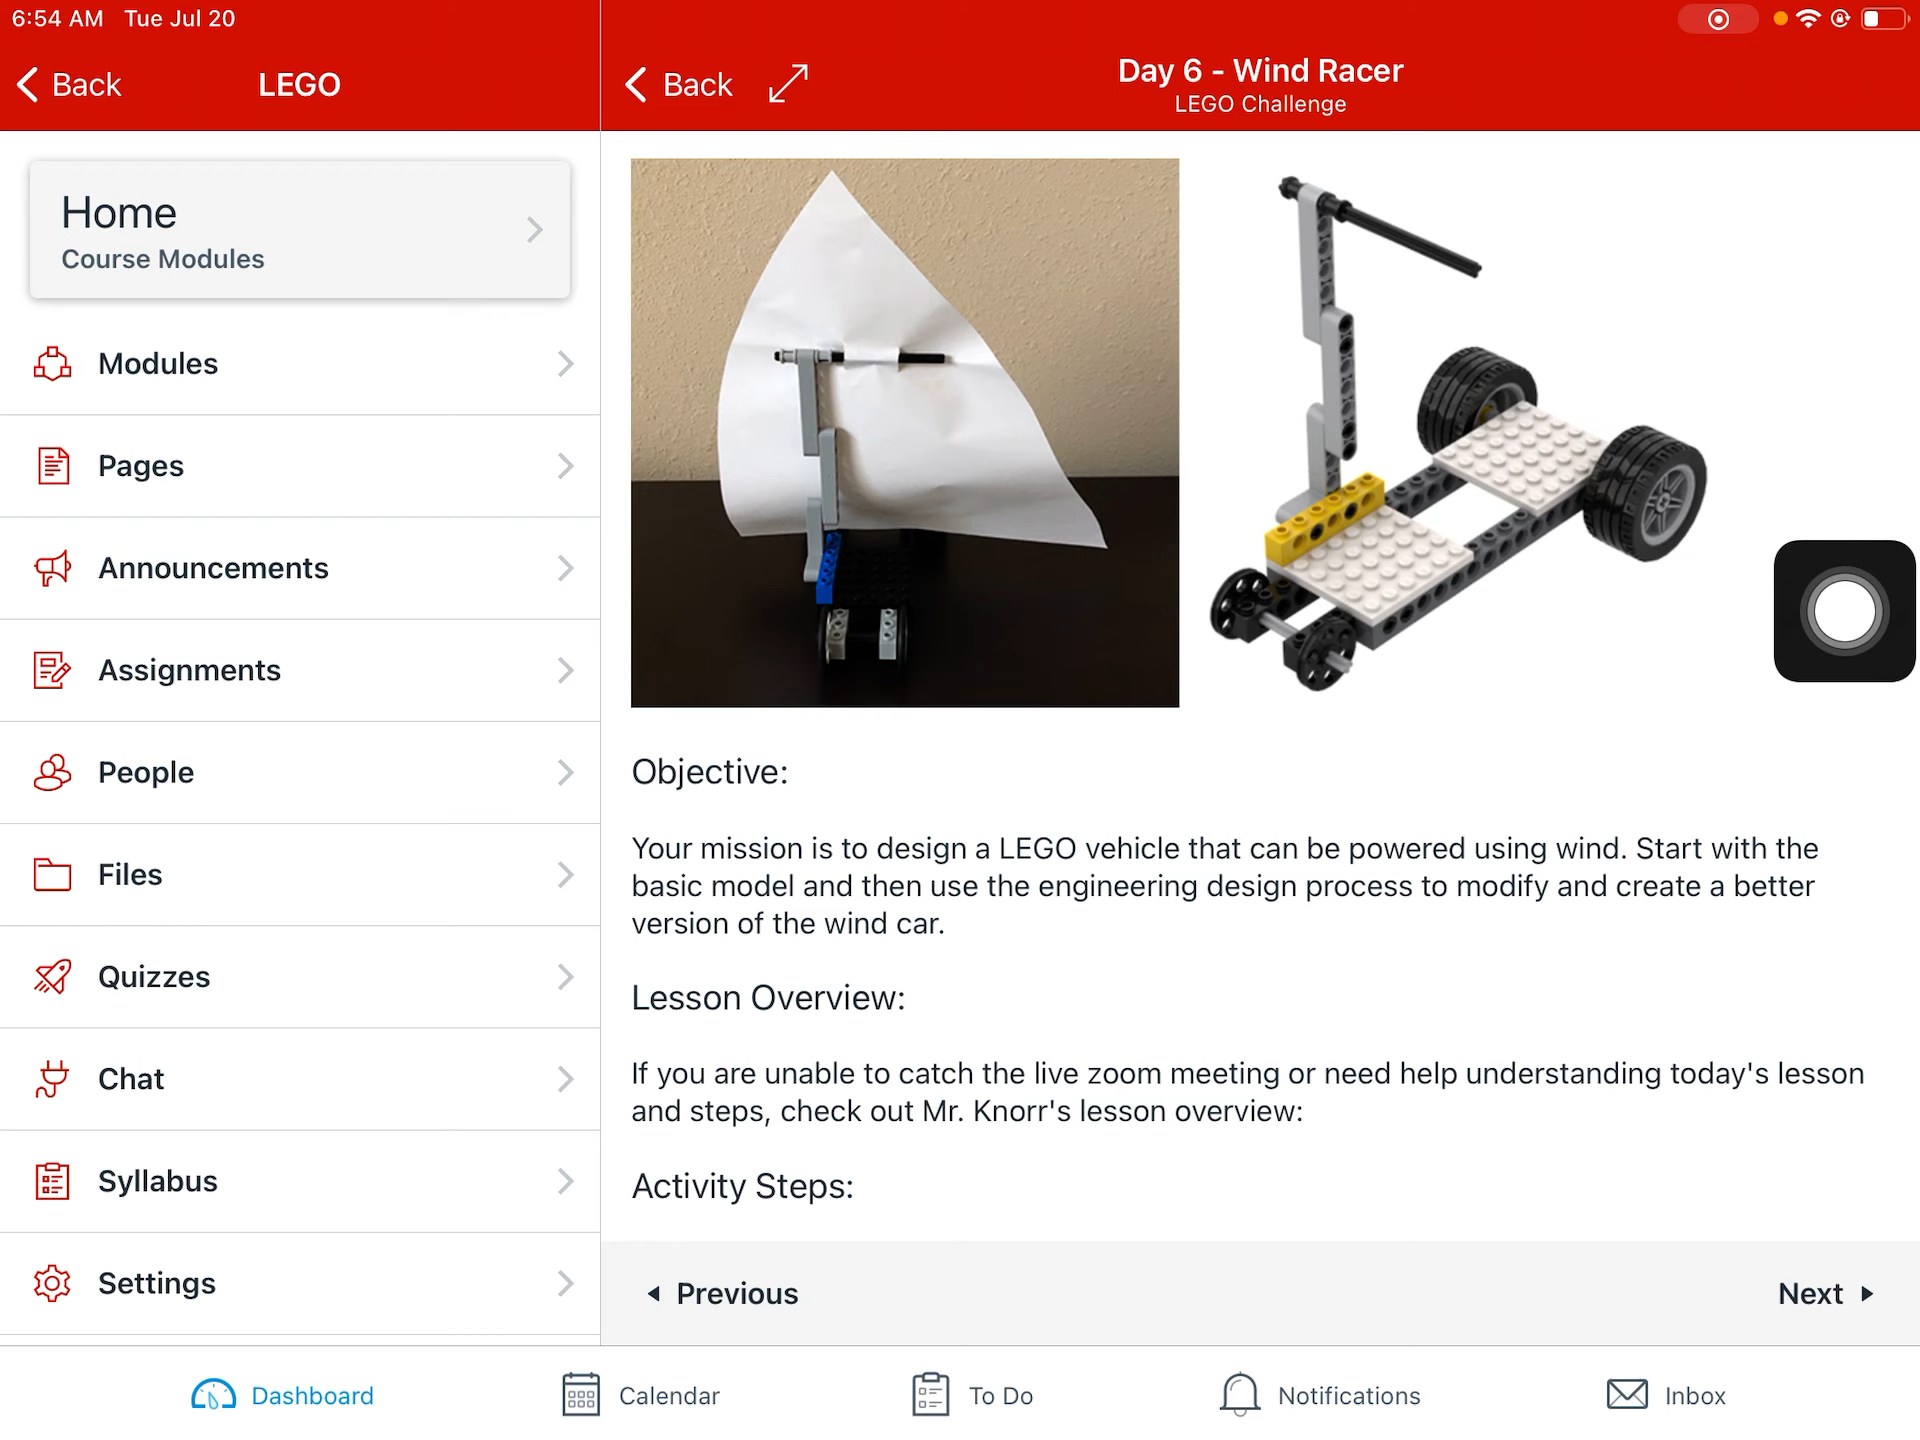 6:54 AM Tue Jul 20
Back
LEGO
Back
Day 6 - Wind Racer
LEGO Challenge
Home
Course Modules
Modules
Pages
Announcements
Assignments
People
Files
Quizzes
Chat
Syllabus
Settings
Objective:
Your mission is to design a LEGO vehicle that can be powered using wind. Start with the
basic model and then use the engineering design process to modify and create a better
version of the wind car.
Lesson Overview:
If you are unable to catch the live zoom meeting or need help understanding today's lesson
and steps, check out Mr. Knorr's lesson overview:
Activity Steps:
Previous
Next
Dashboard
Calendar
To Do
Notifications
Inbox